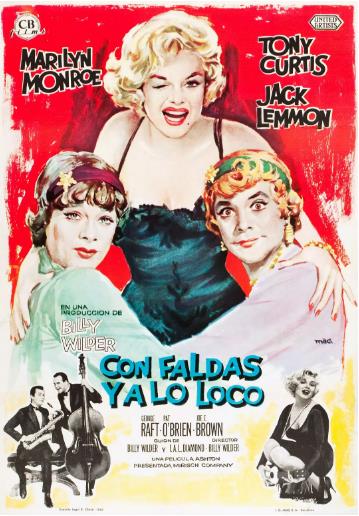 CB
films
UNITED
ARTISTS
MARILYN
MONROE
TONY
CURTIS
JACK
LEMMON
EN UNA
PRODUCCION DE
BILLY
WILDER
mac.
CON FALDAS
Y A LO LOCO
GEORGE PAT JOE E.
RAFT-O'BRIEN-BROWN
GUION DE DIRECTOR
BILLY WILDER Y I.A.L. DIAMOND - BILLY WILDER
UNA PELICULA ASHTON
PRESENTADA MIRISCH COMPANY